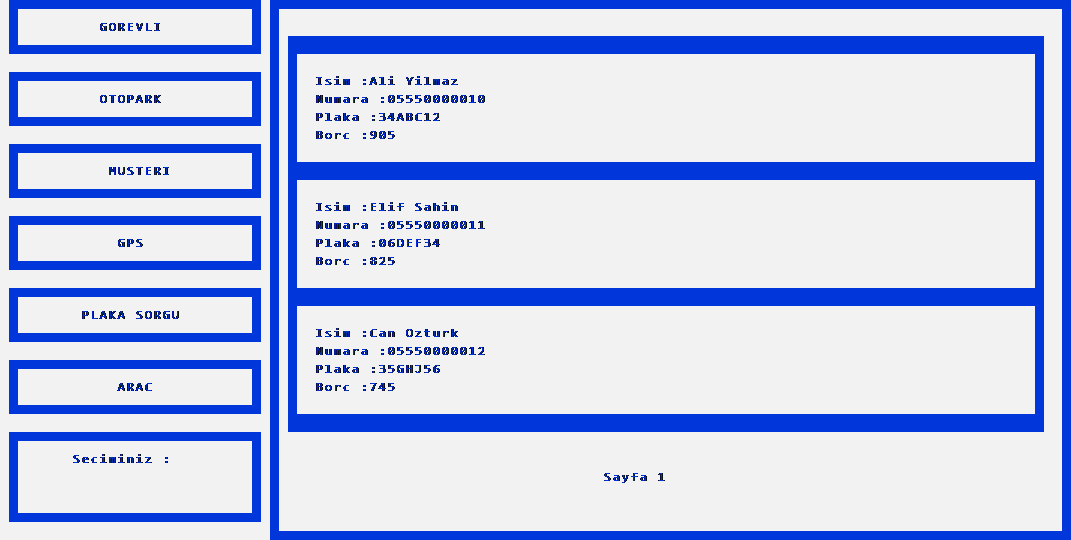 GOREVLI
OTOPARK
MUSTERI
GPS
PLAKA SORGU
ARAC
Seciminiz :
Isim :Ali Yilmaz
Numara :05550000010
Plaka :34ABC12
Borc :905
Isim :Elif Sahin
Numara :05550000011
Plaka :06DEF34
Borc :825
Isim :Can Ozturk
Numara :05550000012
Plaka :35GHJ56
Borc :745
Sayfa 1